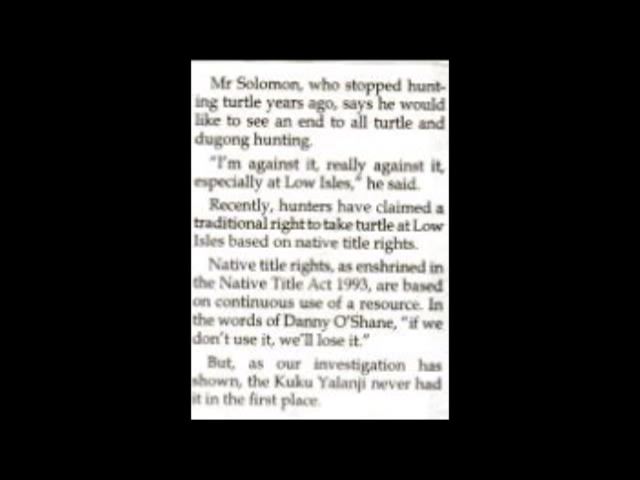 Mr Solomon, who stopped hunt-
ing turtle years ago, says he would
like to see an end to all turtle and
dugong hunting.
"I'm against it, really against it,
especially at Low Isles," he said.
Recently, hunters have claimed a
traditional right to take turtle at Low
Isles based on native title rights.
Native title rights, as enshrined in
the Native Title Act 1993, are based
on continuous use of a resource. In
the words of Danny O'Shane, "if we
don't use it, we'll lose it."
But, as our investigation has
shown, the Kuku Yalanji never had
it in the first place.